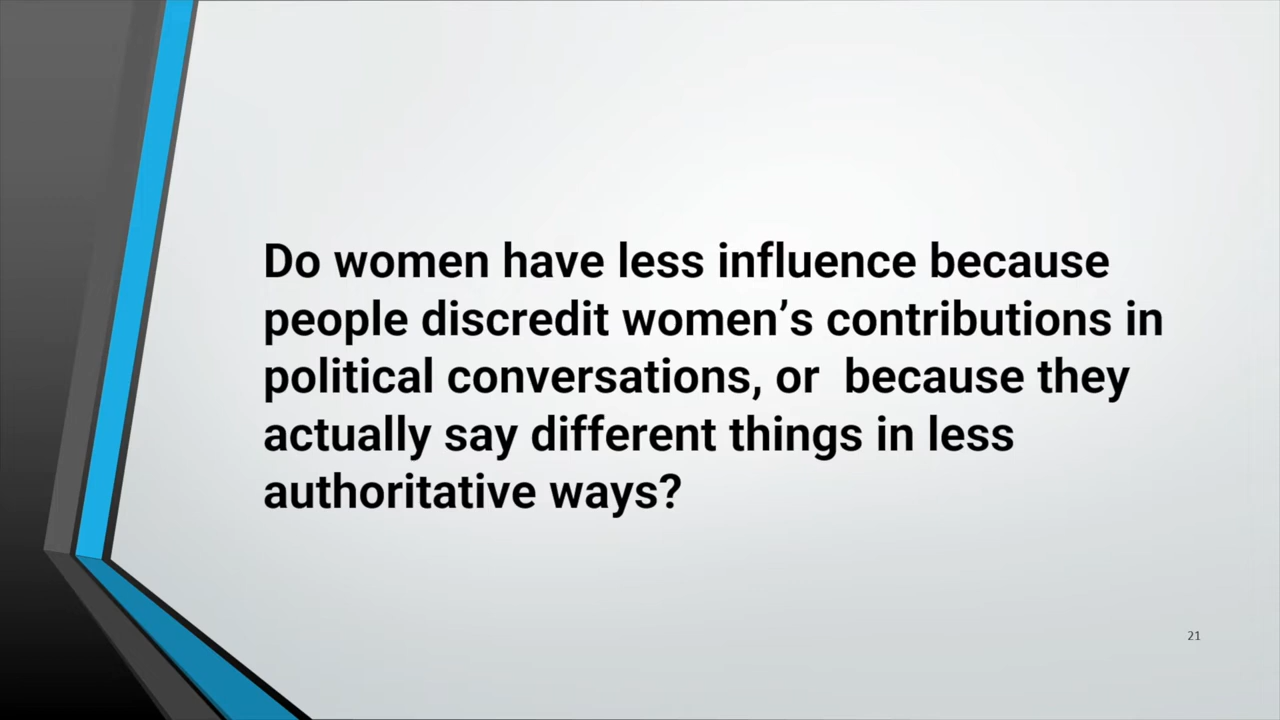 Do women have less influence because
people discredit women’s contributions in
political conversations, or  because they
actually say different things in less
authoritative ways?
21